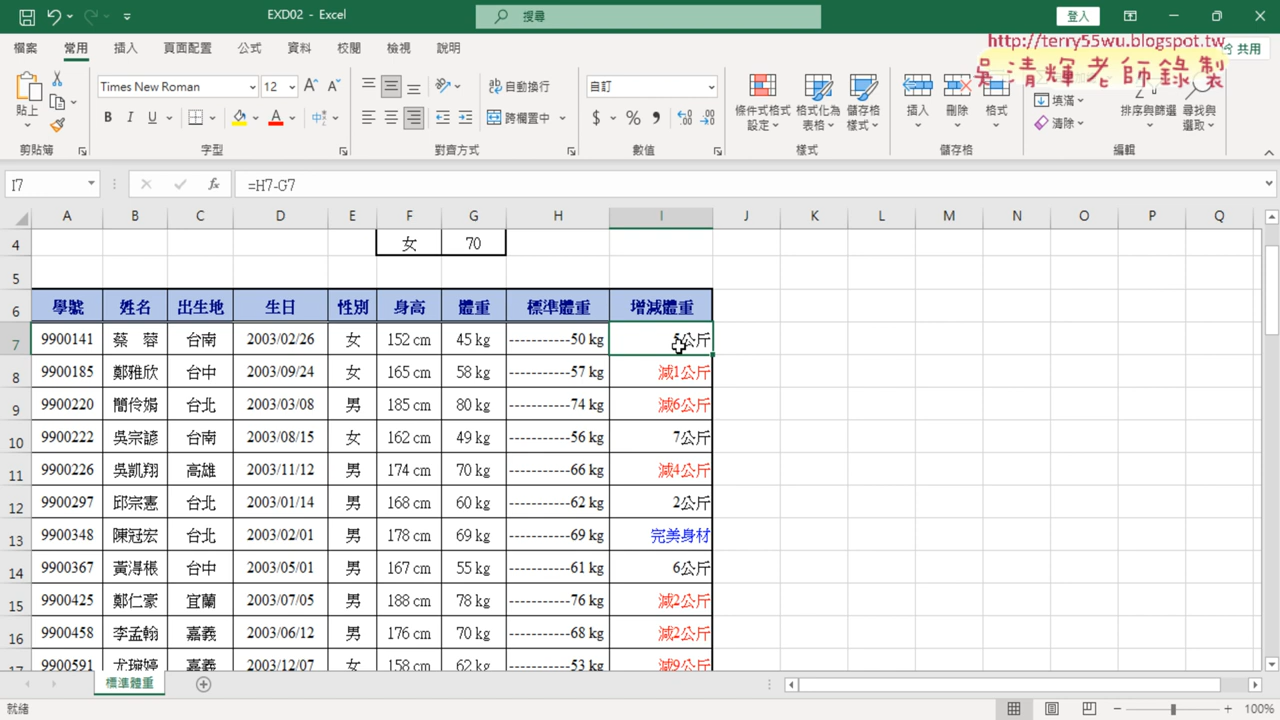 EXD02 - Excel
搜尋
登入
檔案 常用 插入 頁面配置 公式 資料 校閱 檢視 說明
共用
http://terry55wu.blogspot.tw
吳清輝老師錄製
貼上
Times New Roman 12
自動換行
跨欄置中
自訂
條件式格式設定
格式化為表格
儲存格樣式
插入 刪除 格式
填滿
清除
排序與篩選
尋找與選取
剪貼簿 字型 對齊方式 數值 樣式 儲存格 編輯
I7 =H7-G7
A B C D E F G H I J K L M N O P Q
4 女 70
5
6 學號 姓名 出生地 生日 性別 身高 體重 標準體重 增減體重
7 9900141 蔡 蓉 台南 2003/02/26 女 152 cm 45 kg ----------50 kg 5公斤
8 9900185 鄭雅欣 台中 2003/09/24 女 165 cm 58 kg ----------57 kg 減1公斤
9 9900220 簡伶娟 台北 2003/03/08 男 185 cm 80 kg ----------74 kg 減6公斤
10 9900222 吳宗諺 台南 2003/08/15 女 162 cm 49 kg ----------56 kg 7公斤
11 9900226 吳凱翔 高雄 2003/11/12 男 174 cm 70 kg ----------66 kg 減4公斤
12 9900297 邱宗憲 台北 2003/01/14 男 168 cm 60 kg ----------62 kg 2公斤
13 9900348 陳冠宏 台北 2003/02/01 男 178 cm 69 kg ----------69 kg 完美身材
14 9900367 黃潯棖 台中 2003/05/01 男 167 cm 55 kg ----------61 kg 6公斤
15 9900425 鄭仁豪 宜蘭 2003/07/05 男 188 cm 78 kg ----------76 kg 減2公斤
16 9900458 李孟翰 嘉義 2003/06/12 男 176 cm 70 kg ----------68 kg 減2公斤
17 9900591 尤琬婷 嘉義 2003/12/07 女 158 cm 62 kg ----------53 kg 減9公斤
標準體重
就緒
100%